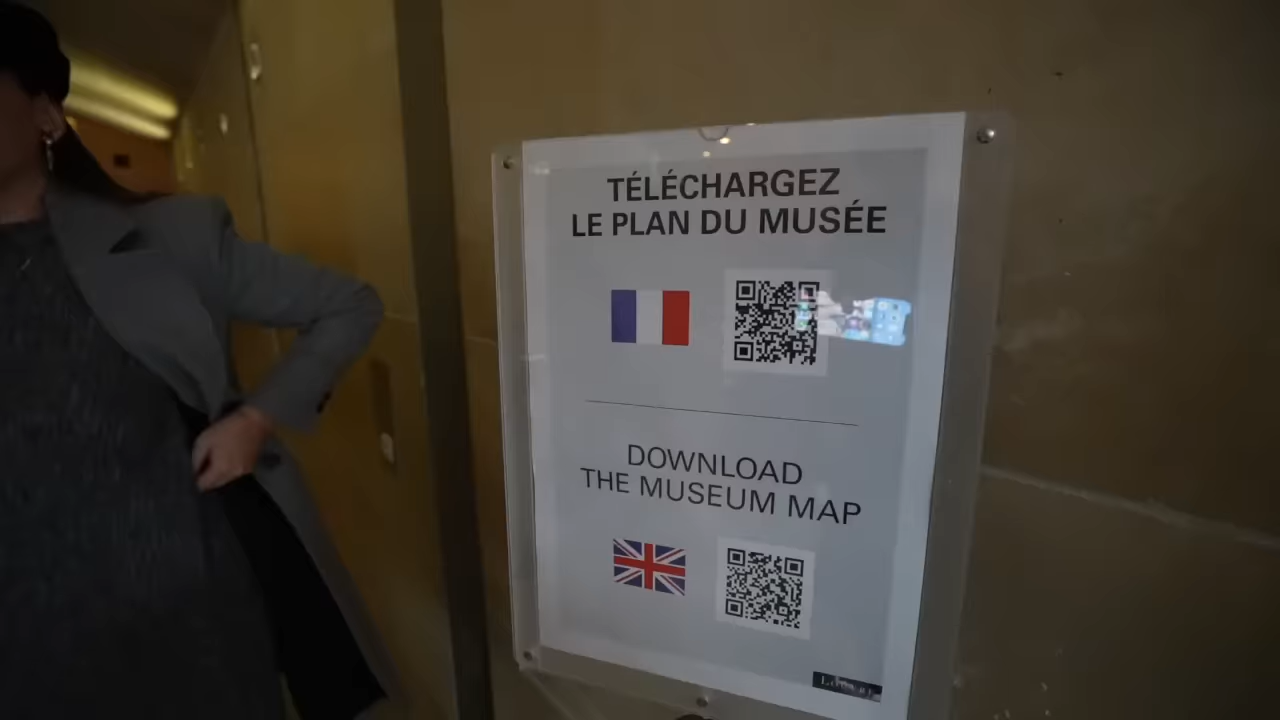 TÉLÉCHARGEZ
LE PLAN DU MUSÉE
DOWNLOAD
THE MUSEUM MAP